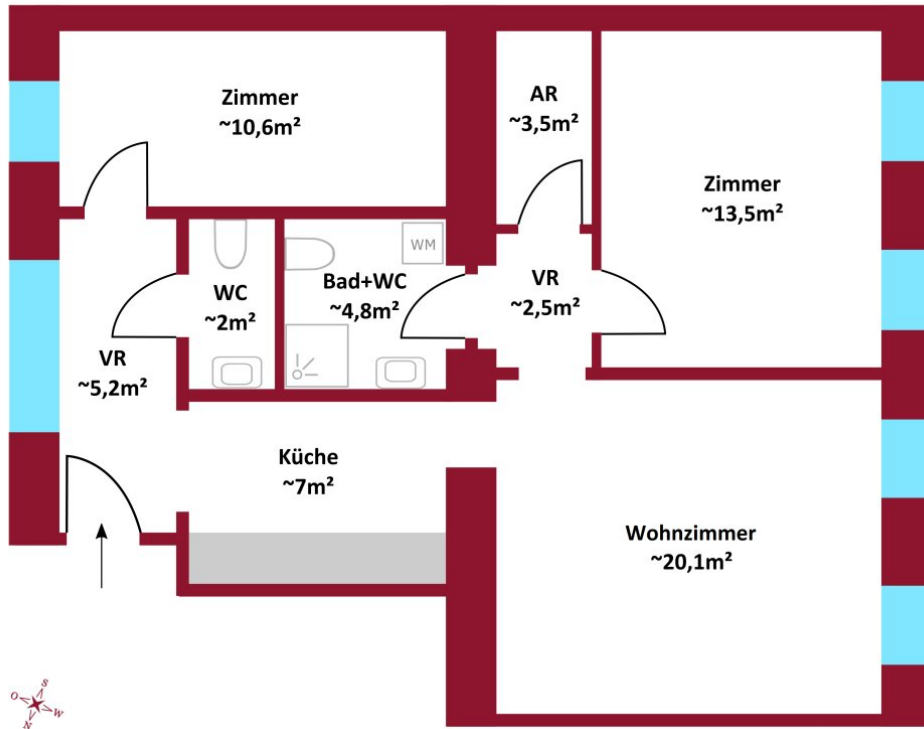 Zimmer
~10,6m²
AR
~3,5m²
Zimmer
~13,5m²
WM
WC
~2m²
Bad+WC
~4,8m²
VR
~2,5m²
VR
~5,2m²
Küche
~7m²
Wohnzimmer
~20,1m²
S
O
W
N